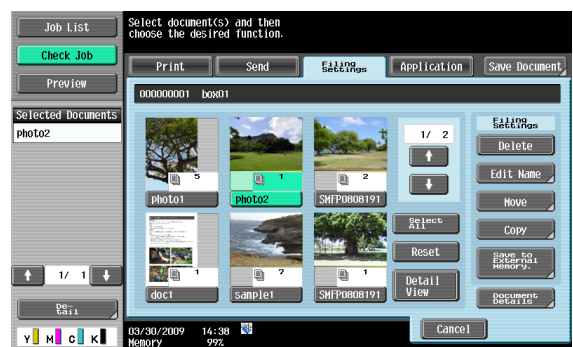 Job List
Check Job
Preview
Selected Documents
photo2
1/ 1
De-
tail
Y M C K
Select document(s) and then
choose the desired function.
Print
Send
Filing
Settings
Application
Save Document
000000001 box01
5
photo1
1
photo2
2
SMFP0808191
1
doc1
7
sample1
1
SMFP0808191
1/ 2
Select
All
Reset
Detail
View
Filing
Settings
Delete
Edit Name
Move
Copy
Save to
External
Memory.
Document
Details
03/30/2009 14:38
Memory 99%
Cancel